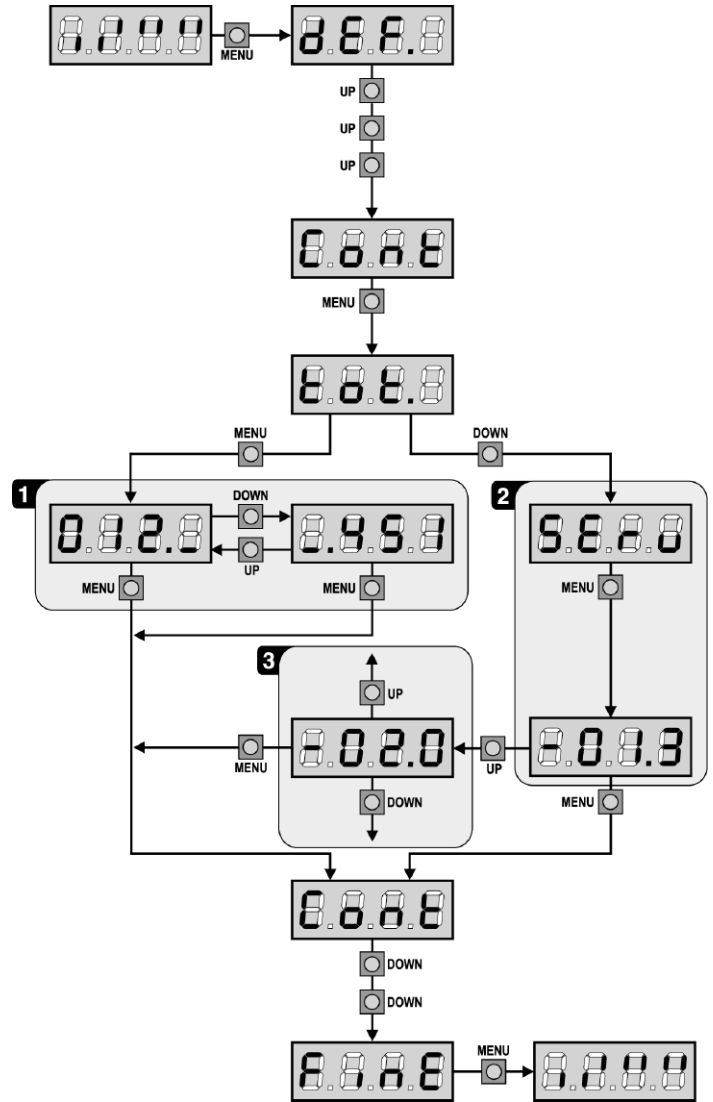 MENU
dEF.
UP
UP
UP
Cont
MENU
tot.
MENU
DOWN
1
2
012._
DOWN
UP
_.451
SErv
MENU
MENU
MENU
3
UP
-02.0
MENU
DOWN
UP
-01.3
MENU
Cont
DOWN
DOWN
FinE
MENU